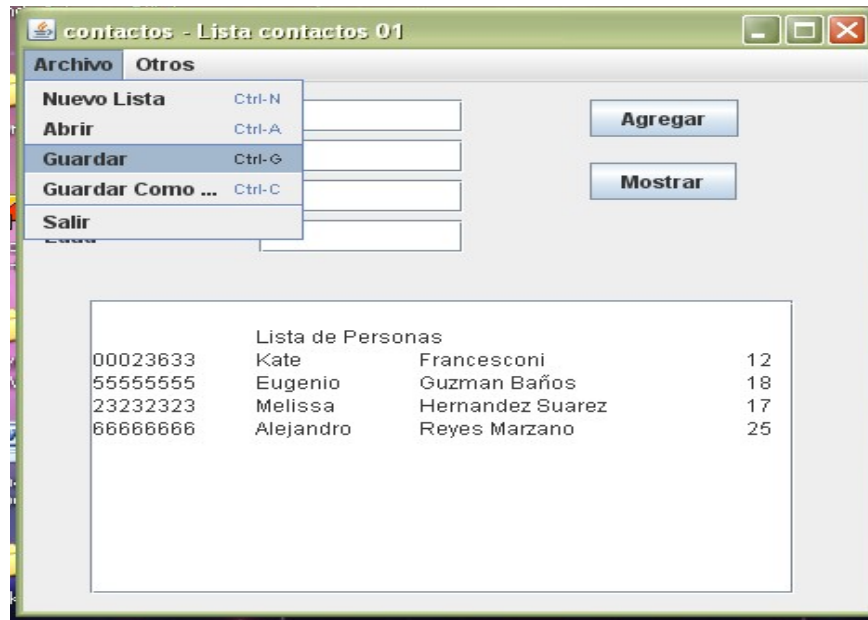 contactos - Lista contactos 01
Archivo Otros
Nuevo Lista Ctrl-N
Abrir Ctrl-A
Guardar Ctrl-G
Guardar Como ... Ctrl-C
Salir
Agregar
Mostrar
Lista de Personas
00023633 Kate Francesconi 12
55555555 Eugenio Guzman Baños 18
23232323 Melissa Hernandez Suarez 17
66666666 Alejandro Reyes Marzano 25